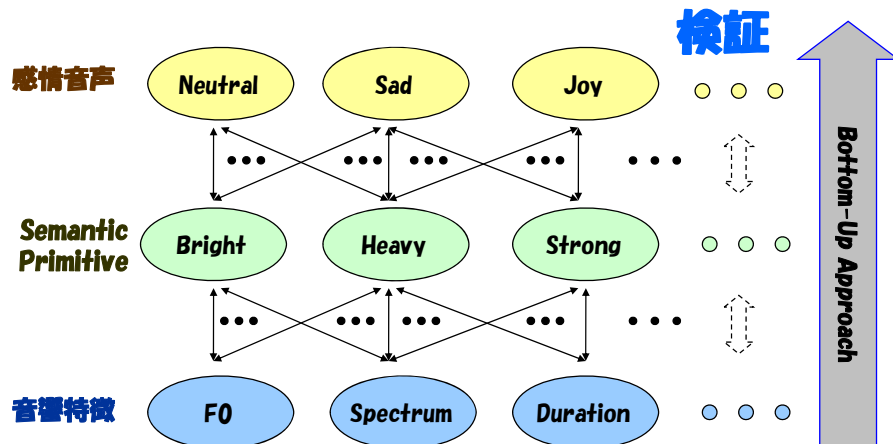 検証
感情音声
Neutral
Sad
Joy
Semantic
Primitive
Bright
Heavy
Strong
音響特徴
F0
Spectrum
Duration
Bottom-Up Approach